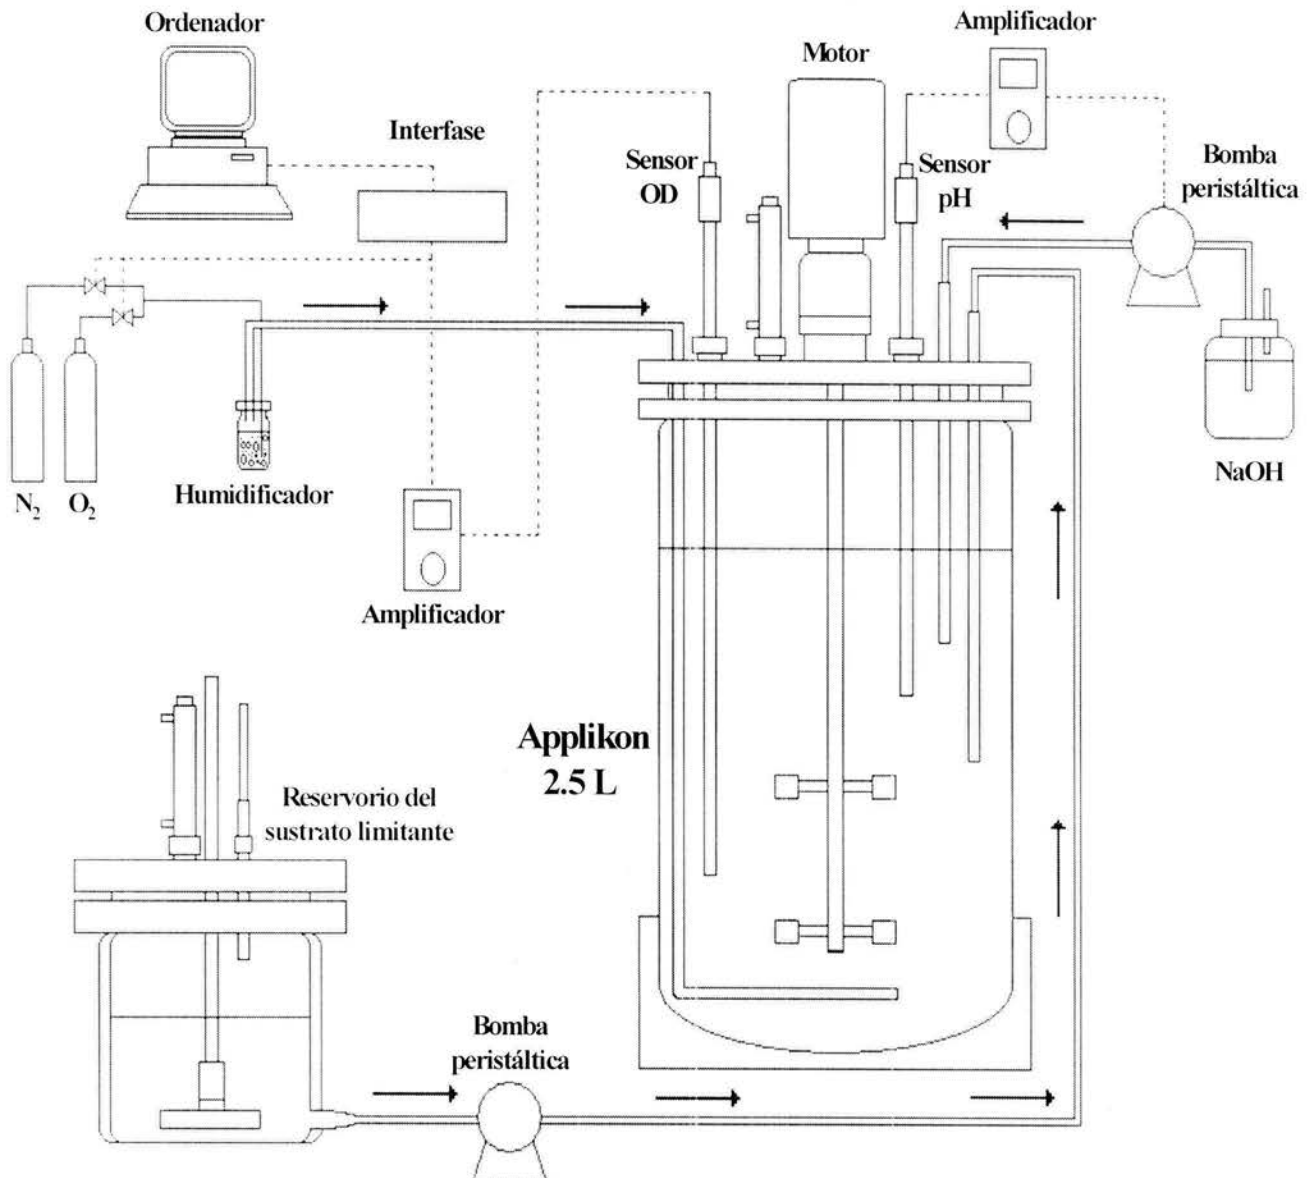 Ordenador
Amplificador
Motor
Interfase
Sensor
OD
Sensor
pH
Bomba
peristáltica
N₂
O₂
Humidificador
NaOH
Amplificador
Applikon
2.5 L
Reservorio del
sustrato limitante
Bomba
peristáltica